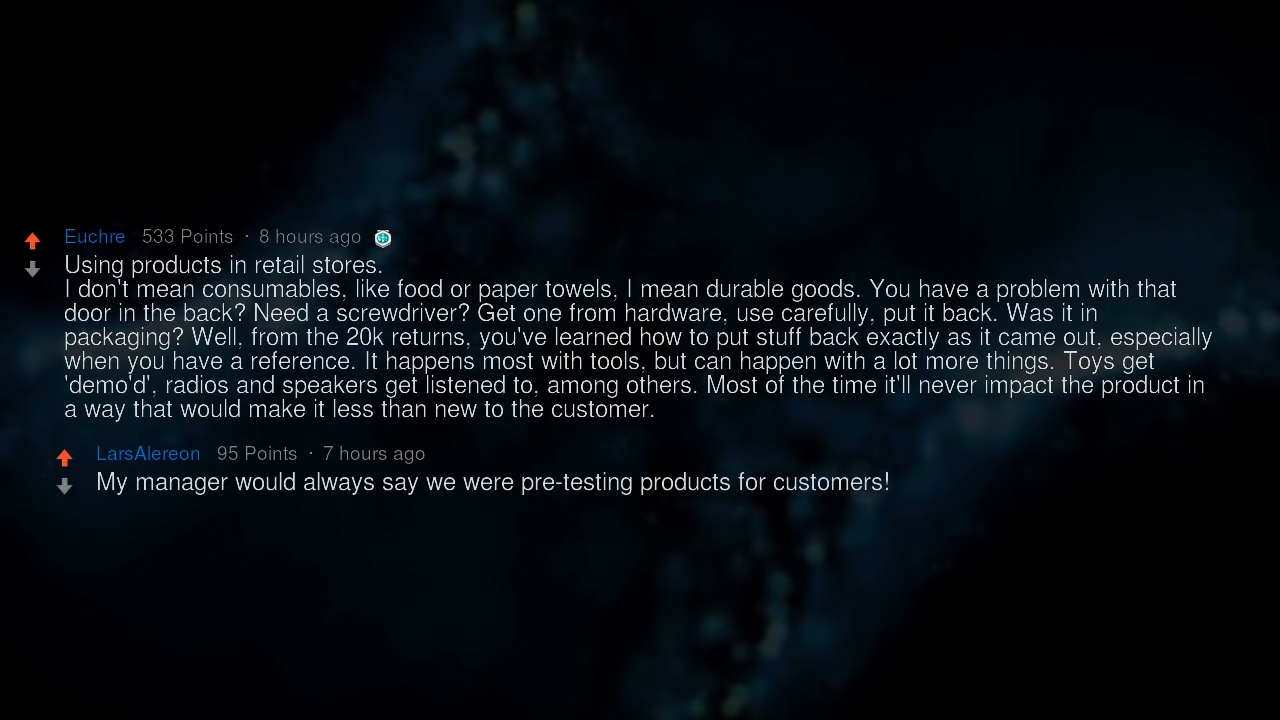 Euchre 533 Points · 8 hours ago
Using products in retail stores.
I don't mean consumables, like food or paper towels, I mean durable goods. You have a problem with that
door in the back? Need a screwdriver? Get one from hardware, use carefully, put it back. Was it in
packaging? Well, from the 20k returns, you've learned how to put stuff back exactly as it came out, especially
when you have a reference. It happens most with tools, but can happen with a lot more things. Toys get
'demo'd', radios and speakers get listened to, among others. Most of the time it'll never impact the product in
a way that would make it less than new to the customer.
LarsAlereon 95 Points · 7 hours ago
My manager would always say we were pre-testing products for customers!